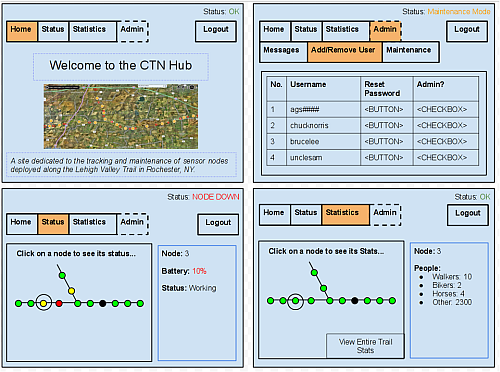 Status: OK
Home Status Statistics Admin Logout
Welcome to the CTN Hub
A site dedicated to the tracking and maintenance of sensor nodes
deployed along the Lehigh Valley Trail in Rochester, NY.
Status: Maintenance Mode
Home Status Statistics Admin Logout
Messages Add/Remove User Maintenance
No. Username Reset Password Admin?
1 ags#### <BUTTON> <CHECKBOX>
2 chucknorris <BUTTON> <CHECKBOX>
3 brucelee <BUTTON> <CHECKBOX>
4 unclesam <BUTTON> <CHECKBOX>
Status: NODE DOWN
Home Status Statistics Admin Logout
Click on a node to see its status...
Node: 3
Battery: 10%
Status: Working
Status: OK
Home Status Statistics Admin Logout
Click on a node to see its Stats...
View Entire Trail
Stats
Node: 3
People:
Walkers: 10
Bikers: 2
Horses: 4
Other: 2300